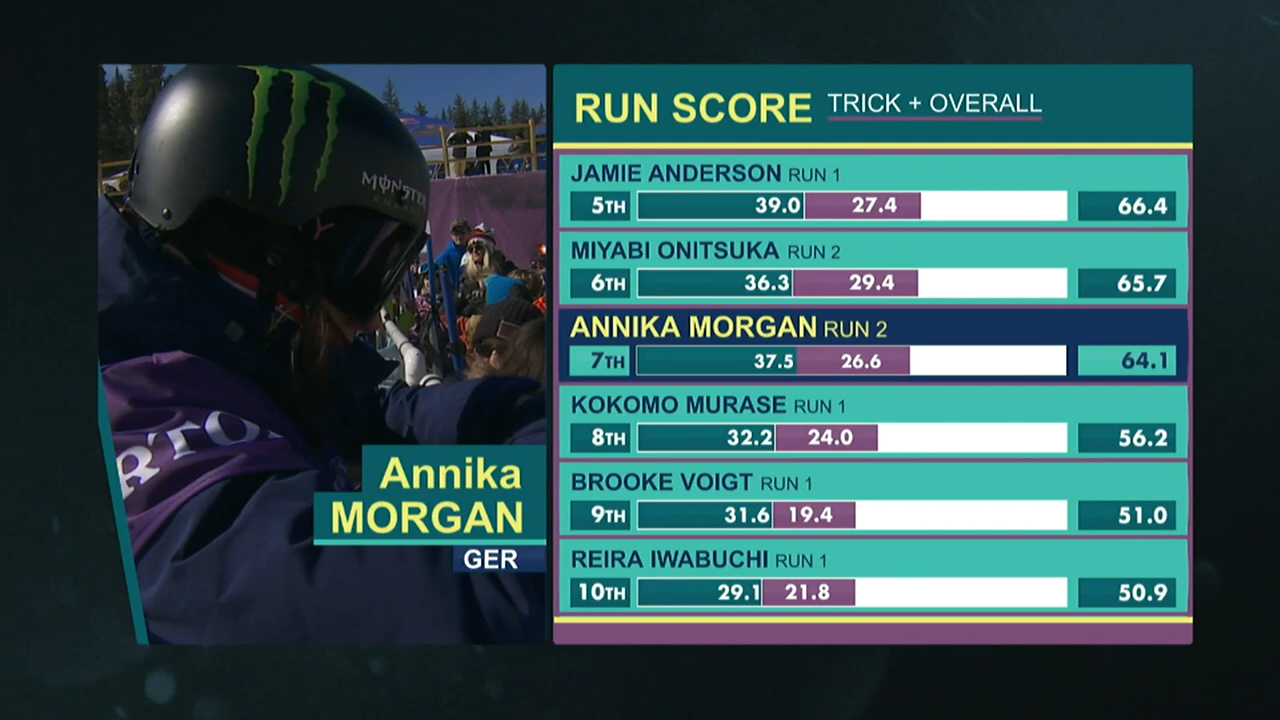 MONSTER
RTO
Annika
MORGAN
GER
RUN SCORE TRICK + OVERALL
JAMIE ANDERSON RUN 1
5TH 39.0 27.4 66.4
MIYABI ONITSUKA RUN 2
6TH 36.3 29.4 65.7
ANNIKA MORGAN RUN 2
7TH 37.5 26.6 64.1
KOKOMO MURASE RUN 1
8TH 32.2 24.0 56.2
BROOKE VOIGT RUN 1
9TH 31.6 19.4 51.0
REIRA IWABUCHI RUN 1
10TH 29.1 21.8 50.9